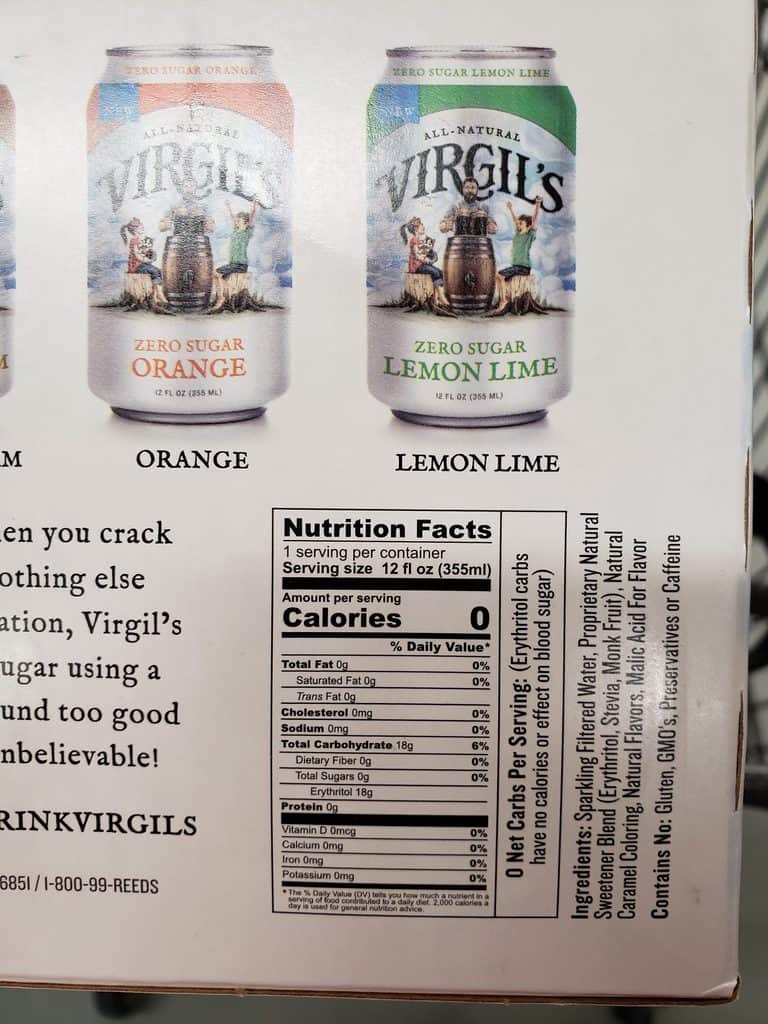 ZERO SUGAR ORANGE
NEW
ALL-NATURAL
VIRGIL'S
ZERO SUGAR
ORANGE
12 FL OZ (355 ML)
ORANGE
ZERO SUGAR LEMON LIME
NEW
ALL-NATURAL
VIRGIL'S
ZERO SUGAR
LEMON LIME
12 FL OZ (355 ML)
LEMON LIME
M
M
en you crack
othing else
ation, Virgil's
ugar using a
und too good
nbelievable!
RINKVIRGILS
6851 / 1-800-99-REEDS
Nutrition Facts
1 serving per container
Serving size 12 fl oz (355ml)
Amount per serving
Calories 0
% Daily Value*
Total Fat 0g 0%
Saturated Fat 0g 0%
Trans Fat 0g
Cholesterol 0mg 0%
Sodium 0mg 0%
Total Carbohydrate 18g 6%
Dietary Fiber 0g 0%
Total Sugars 0g 0%
Erythritol 18g
Protein 0g
Vitamin D 0mcg 0%
Calcium 0mg 0%
Iron 0mg 0%
Potassium 0mg 0%
* The % Daily Value (DV) tells you how much a nutrient in a
serving of food contributed to a daily diet. 2,000 calories a
day is used for general nutrition advice.
0 Net Carbs Per Serving: (Erythritol carbs
have no calories or effect on blood sugar)
Ingredients: Sparkling Filtered Water, Proprietary Natural
Sweetener Blend (Erythritol, Stevia, Monk Fruit), Natural
Caramel Coloring, Natural Flavors, Malic Acid For Flavor
Contains No: Gluten, GMO's, Preservatives or Caffeine